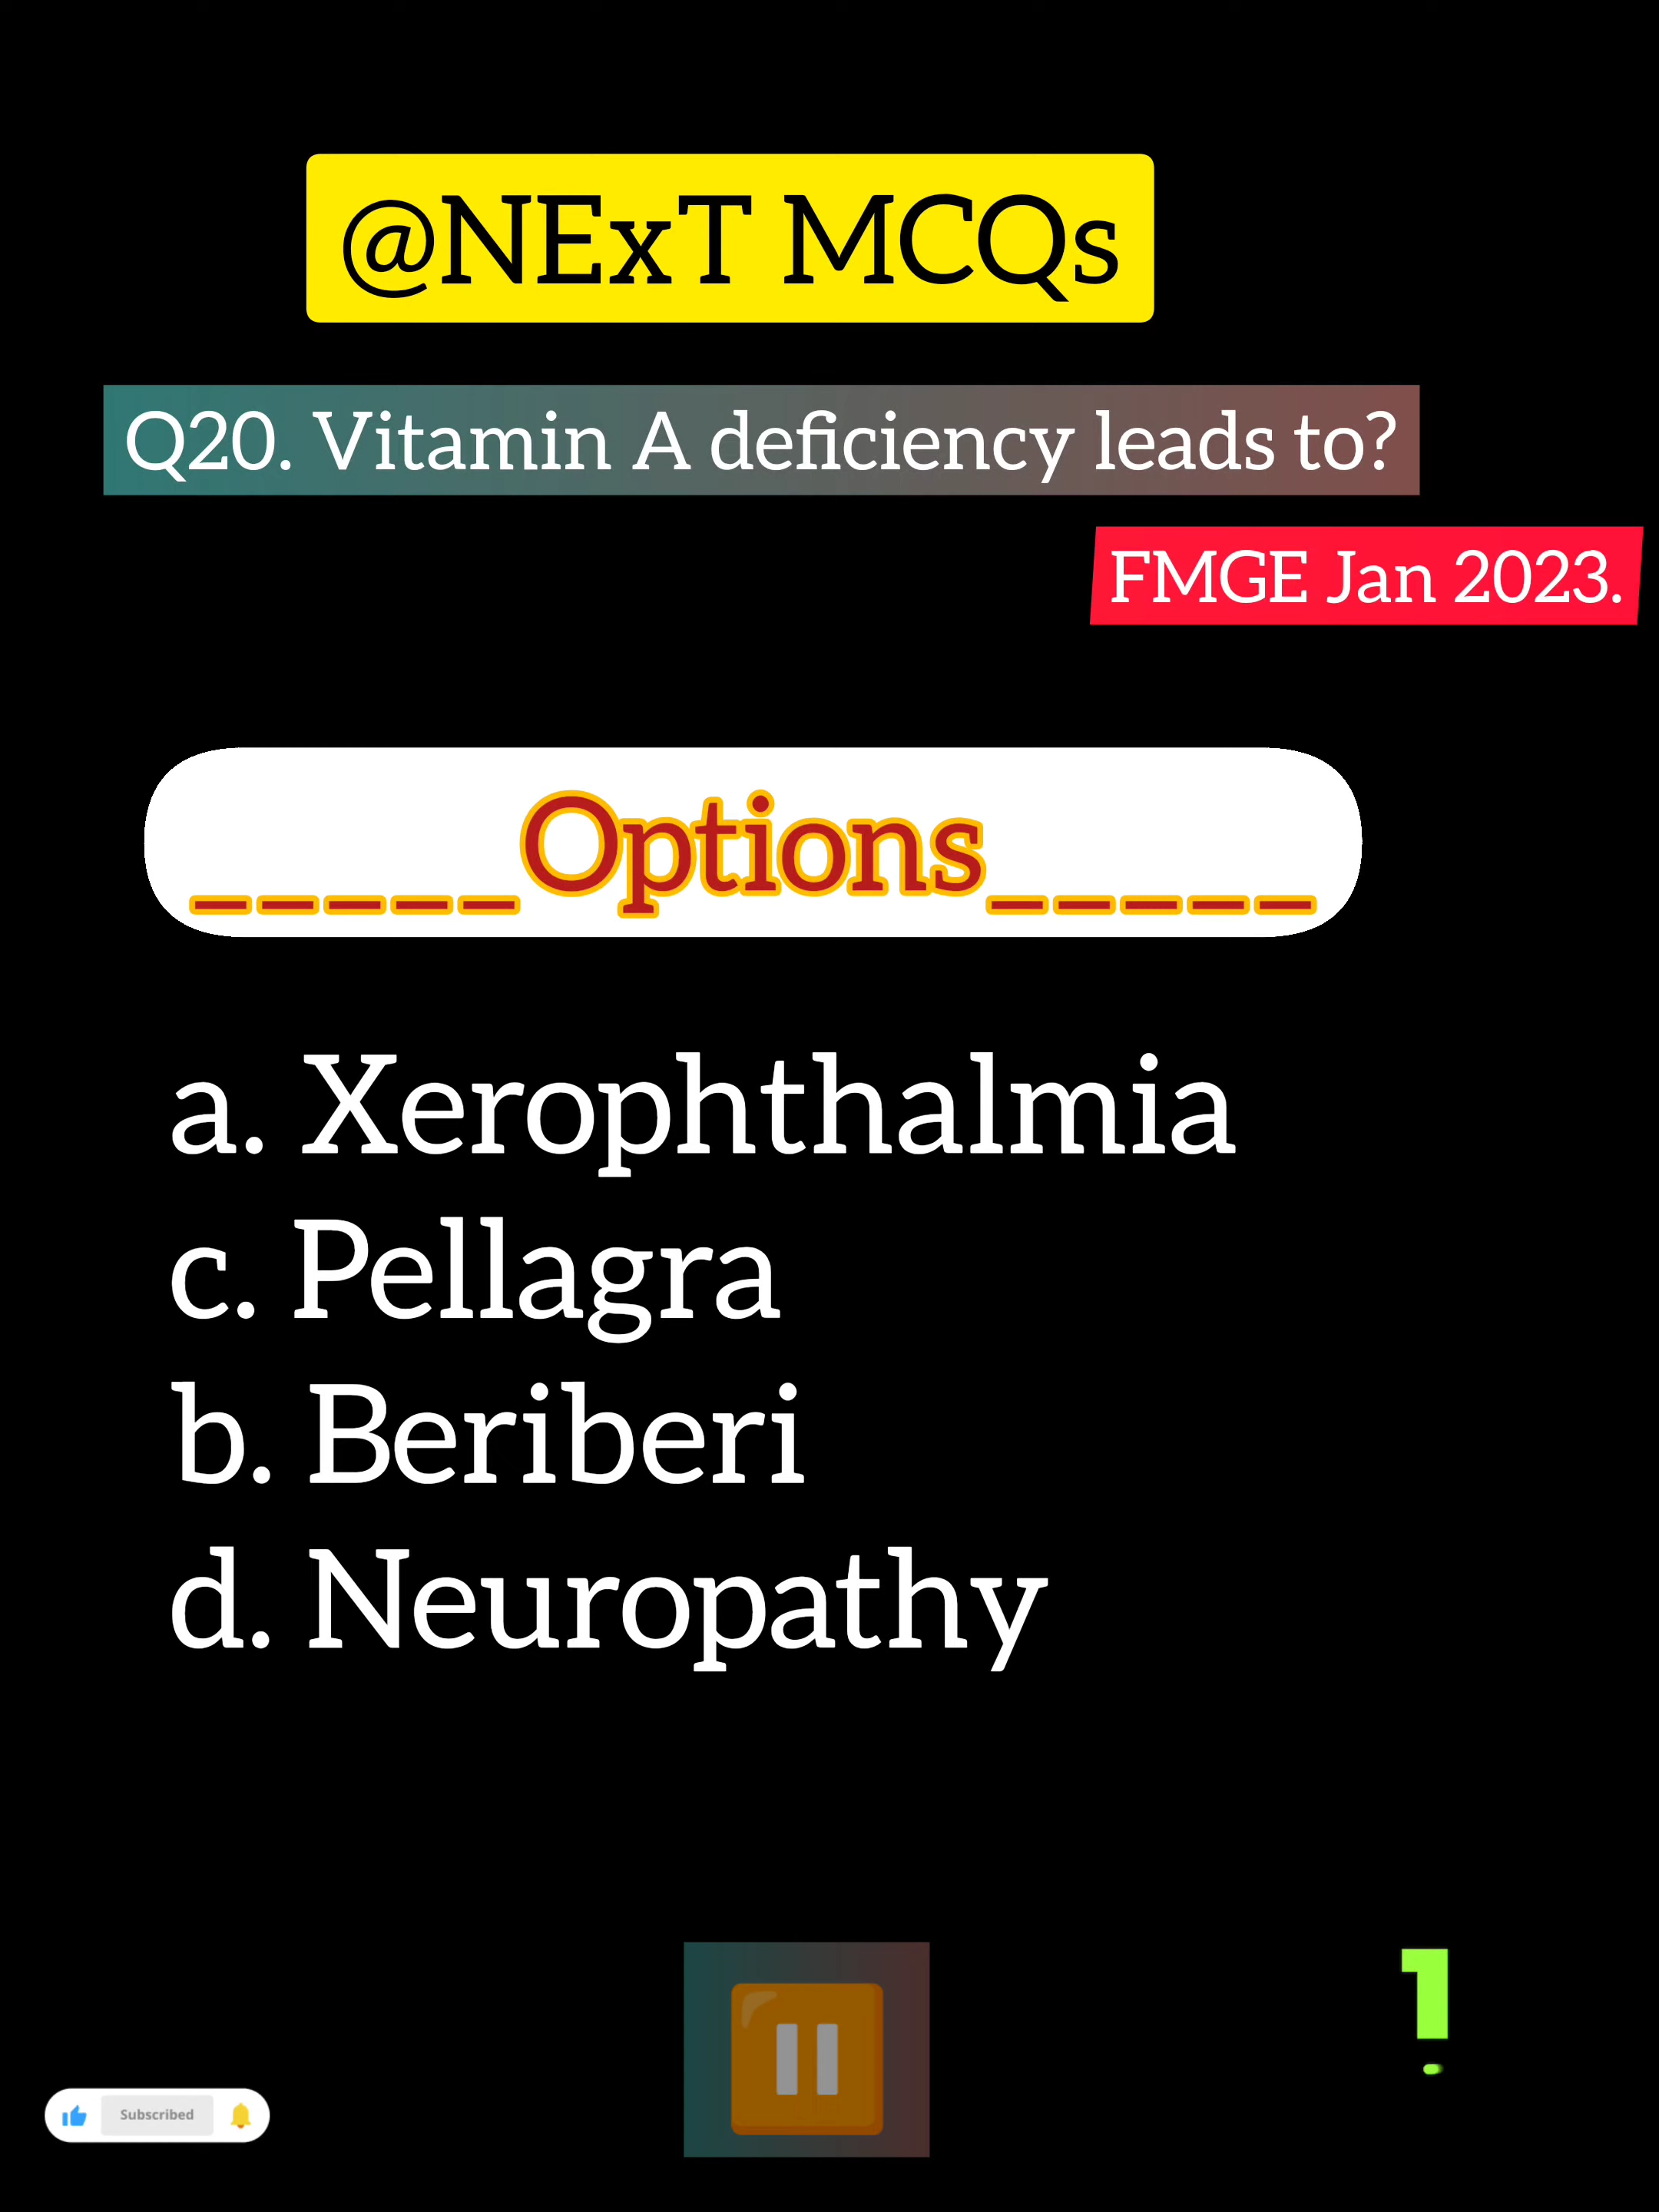 @NExT MCQs
Q20. Vitamin A deficiency leads to?
FMGE Jan 2023.
_____Options_____
a. Xerophthalmia
c. Pellagra
b. Beriberi
d. Neuropathy
1
Subscribed